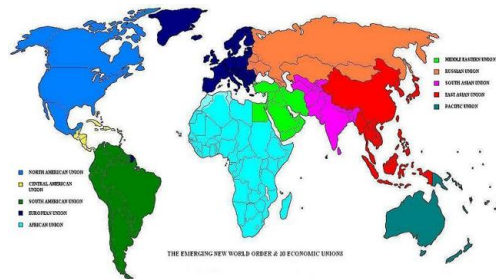 MIDDLE EASTERN UNION
RUSSIAN UNION
SOUTH ASIAN UNION
EAST ASIAN UNION
PACIFIC UNION
NORTH AMERICAN UNION
CENTRAL AMERICAN
UNION
SOUTH AMERICAN UNION
EUROPEAN UNION
AFRICAN UNION
THE EMERGING NEW WORLD ORDER & 10 ECONOMIC UNIONS